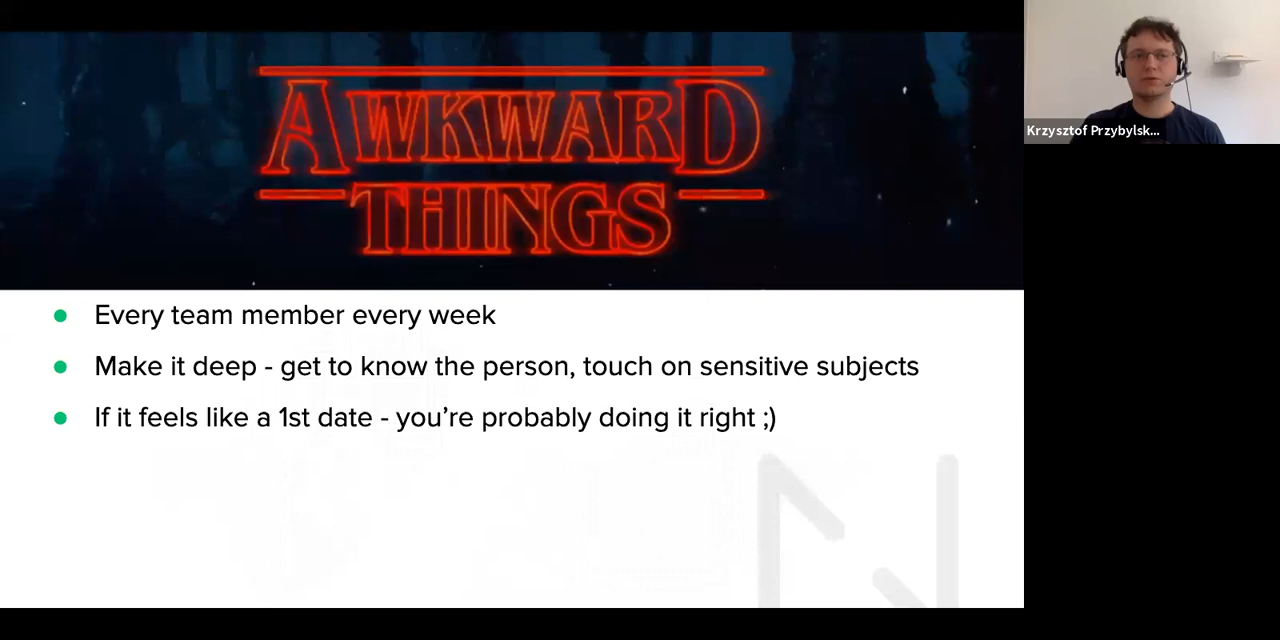 AWKWARD
THINGS
Krzysztof Przybylsk...
● Every team member every week
● Make it deep - get to know the person, touch on sensitive subjects
● If it feels like a 1st date - you’re probably doing it right ;)